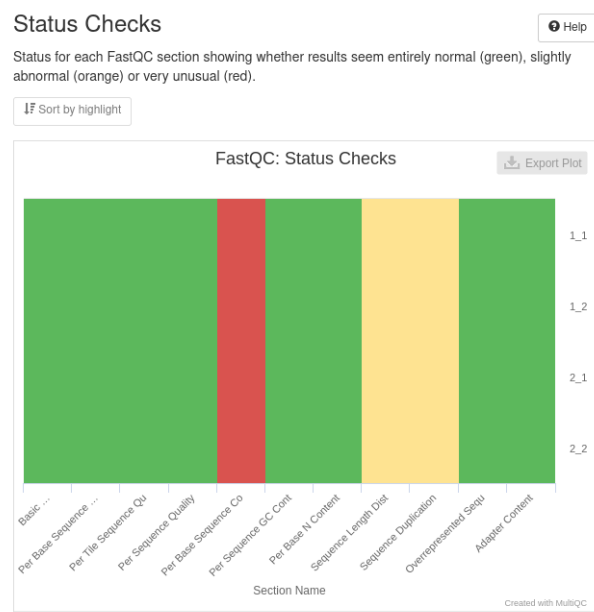 Status Checks
Help
Status for each FastQC section showing whether results seem entirely normal (green), slightly
abnormal (orange) or very unusual (red).
Sort by highlight
FastQC: Status Checks
Export Plot
1_1
1_2
2_1
2_2
Basic ...
Per Base Sequence ...
Per Tile Sequence Qu
Per Sequence Quality
Per Base Sequence Co
Per Sequence GC Cont
Per Base N Content
Sequence Length Dist
Sequence Duplication
Overrepresented Sequ
Adapter Content
Section Name
Created with MultiQC